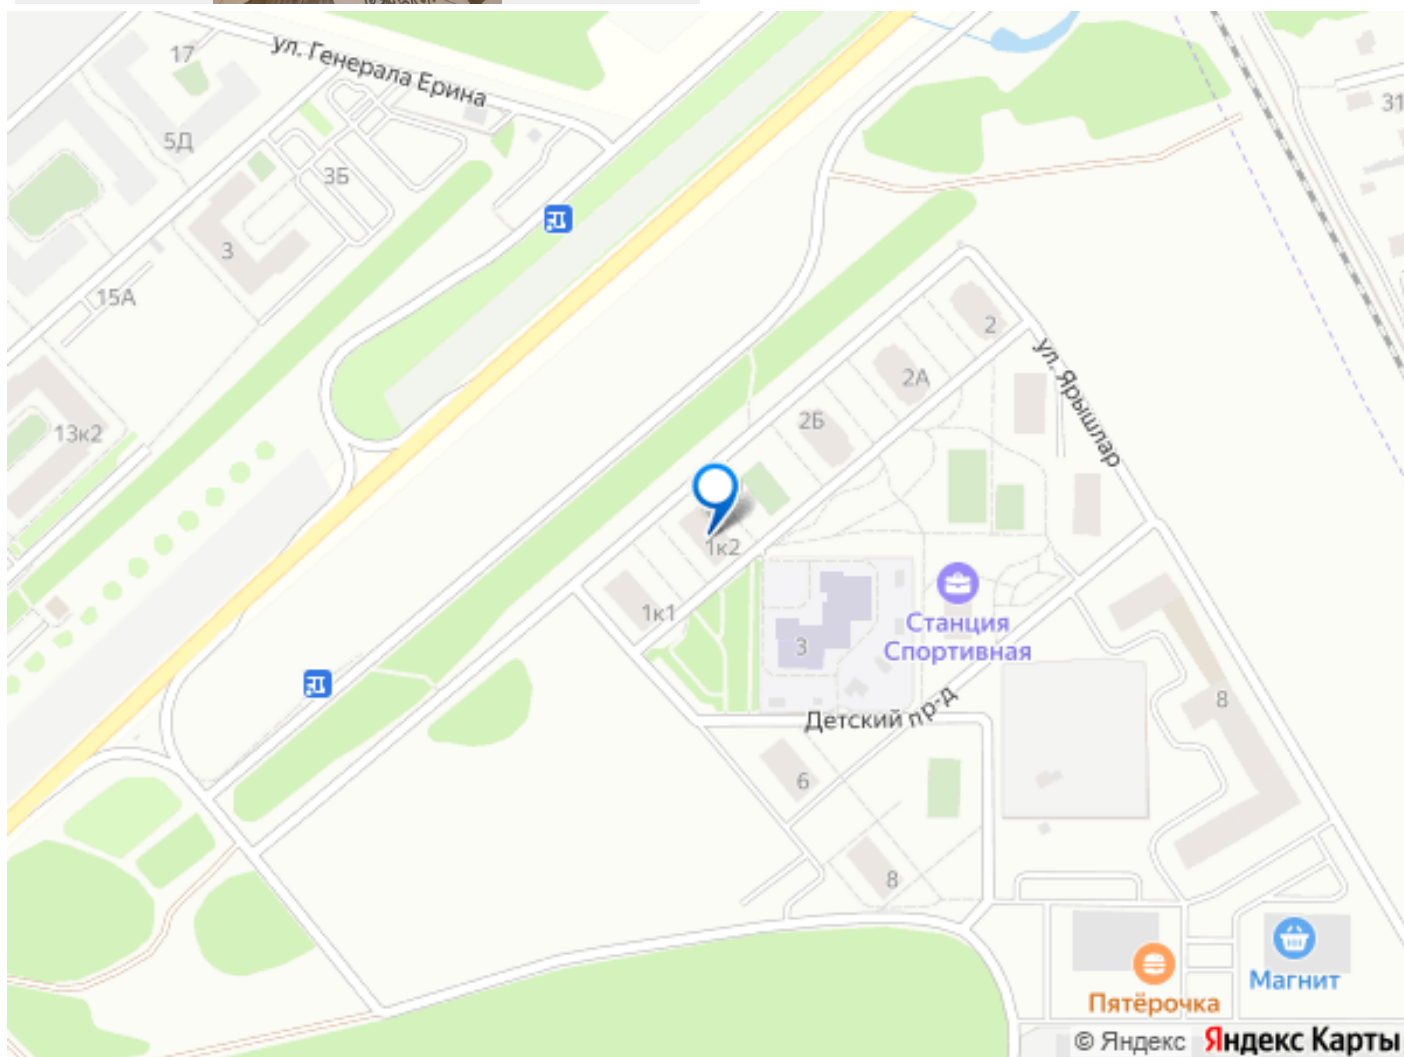 17
ул. Генерала Ерина
31
5Д
3Б
3
15А
2
ул. Ярышлар
2А
2Б
13к2
1к2
1к1
Станция
Спортивная
3
Детский пр-д
8
6
8
Магнит
Пятёрочка
© Яндекс Яндекс Карты